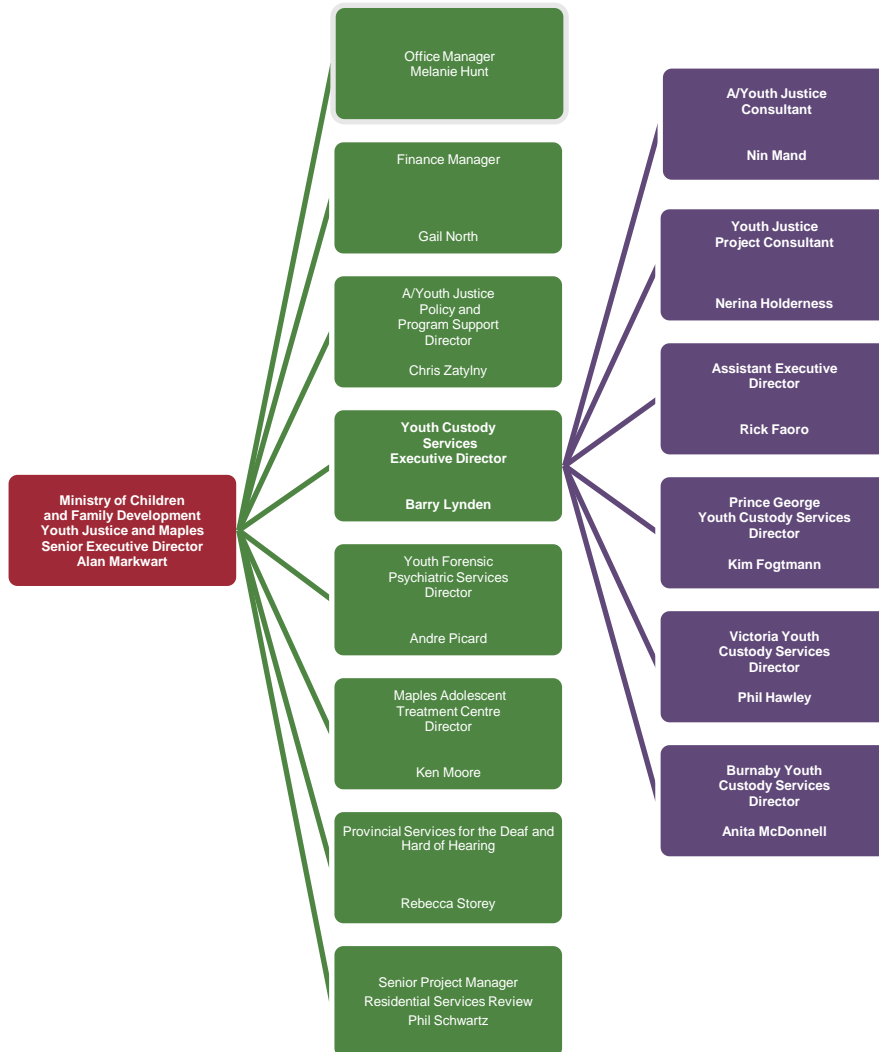 Ministry of Children
and Family Development
Youth Justice and Maples
Senior Executive Director
Alan Markwart
Office Manager
Melanie Hunt
Finance Manager
Gail North
A/Youth Justice
Policy and
Program Support
Director
Chris Zatylny
Youth Custody
Services
Executive Director
Barry Lynden
Youth Forensic
Psychiatric Services
Director
Andre Picard
Maples Adolescent
Treatment Centre
Director
Ken Moore
Provincial Services for the Deaf and
Hard of Hearing
Rebecca Storey
Senior Project Manager
Residential Services Review
Phil Schwartz
A/Youth Justice
Consultant
Nin Mand
Youth Justice
Project Consultant
Nerina Holderness
Assistant Executive
Director
Rick Faoro
Prince George
Youth Custody Services
Director
Kim Fogtmann
Victoria Youth
Custody Services
Director
Phil Hawley
Burnaby Youth
Custody Services
Director
Anita McDonnell